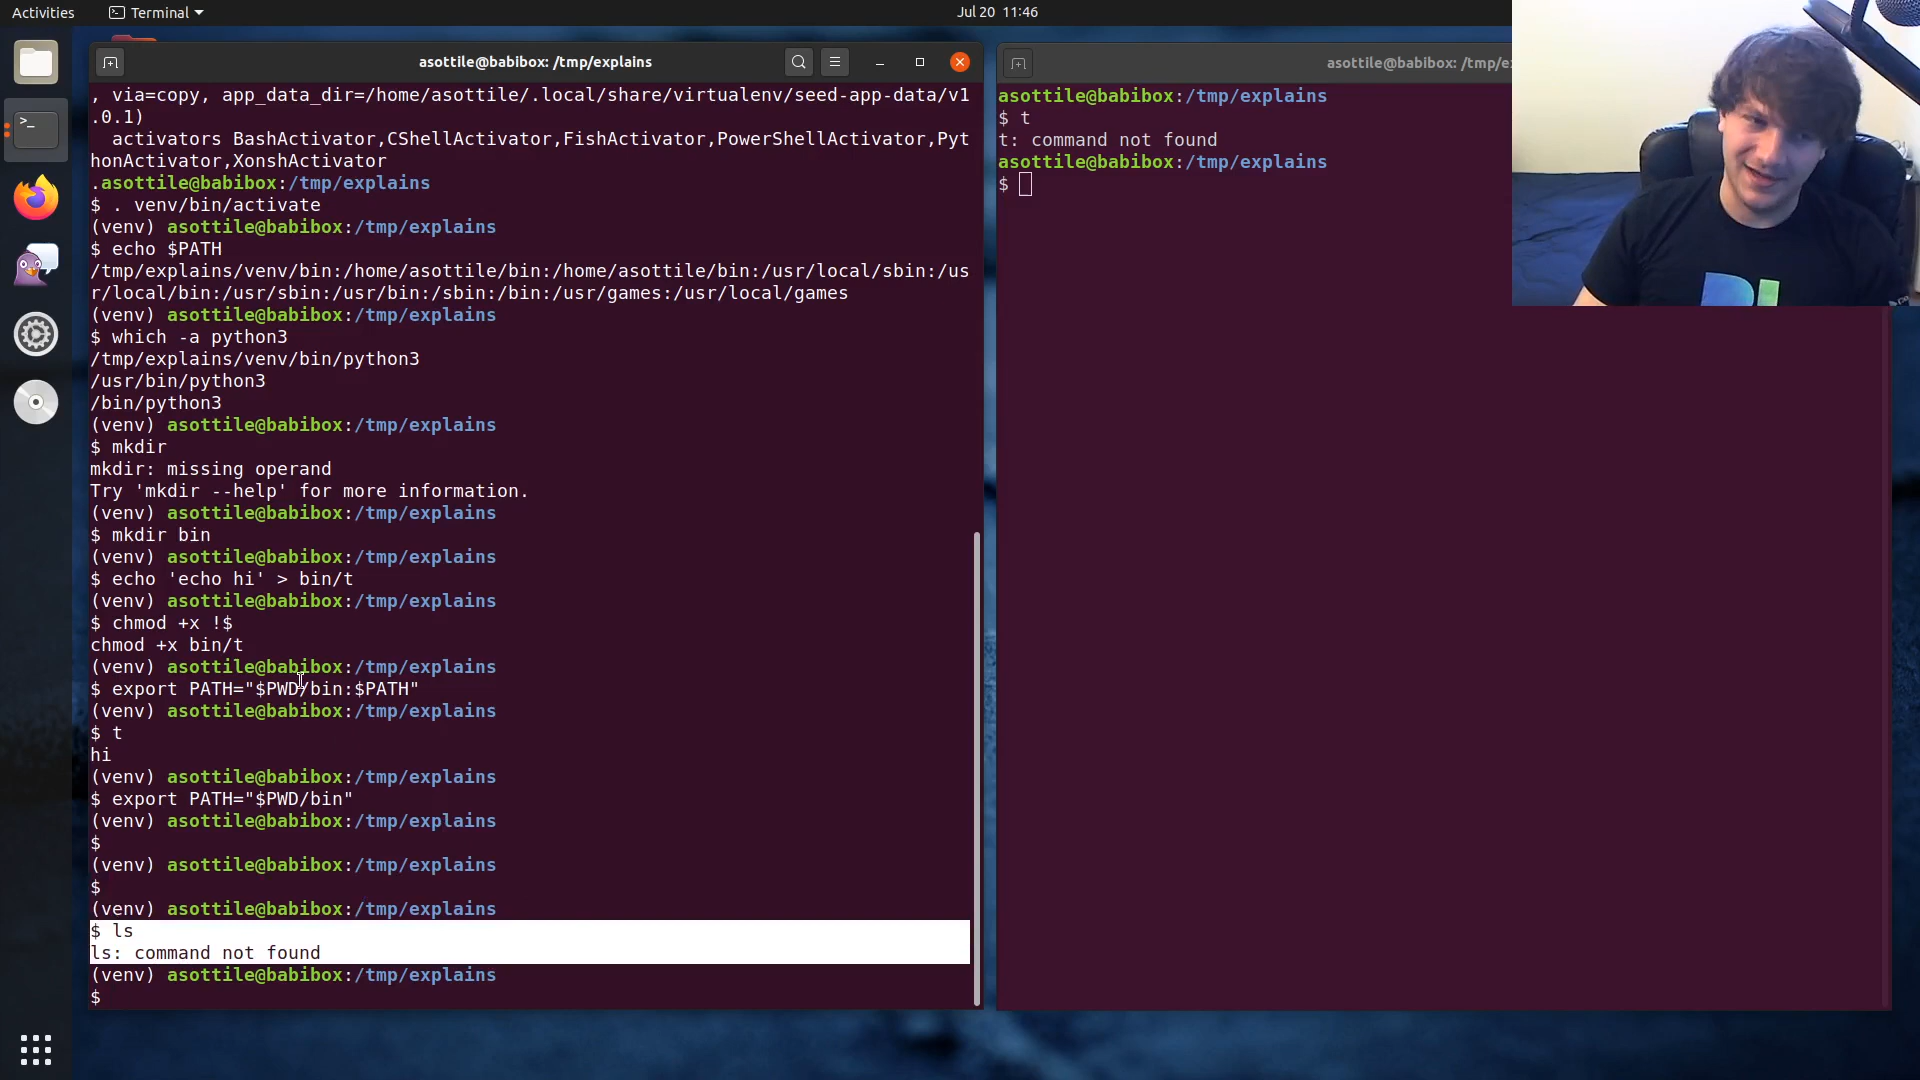 Activities
Terminal
Jul 20 11:46
asottile@babibox: /tmp/explains
, via=copy, app_data_dir=/home/asottile/.local/share/virtualenv/seed-app-data/v1
.0.1)
activators BashActivator,CShellActivator,FishActivator,PowerShellActivator,Pyt
honActivator,XonshActivator
.asottile@babibox:/tmp/explains
$ . venv/bin/activate
(venv) asottile@babibox:/tmp/explains
$ echo $PATH
/tmp/explains/venv/bin:/home/asottile/bin:/home/asottile/bin:/usr/local/sbin:/us
r/local/bin:/usr/sbin:/usr/bin:/sbin:/bin:/usr/games:/usr/local/games
(venv) asottile@babibox:/tmp/explains
$ which -a python3
/tmp/explains/venv/bin/python3
/usr/bin/python3
/bin/python3
(venv) asottile@babibox:/tmp/explains
$ mkdir
mkdir: missing operand
Try 'mkdir --help' for more information.
(venv) asottile@babibox:/tmp/explains
$ mkdir bin
(venv) asottile@babibox:/tmp/explains
$ echo 'echo hi' > bin/t
(venv) asottile@babibox:/tmp/explains
$ chmod +x !$
chmod +x bin/t
(venv) asottile@babibox:/tmp/explains
$ export PATH="$PWD/bin:$PATH"
(venv) asottile@babibox:/tmp/explains
$ t
hi
(venv) asottile@babibox:/tmp/explains
$ export PATH="$PWD/bin"
(venv) asottile@babibox:/tmp/explains
$
(venv) asottile@babibox:/tmp/explains
$
(venv) asottile@babibox:/tmp/explains
$ ls
ls: command not found
(venv) asottile@babibox:/tmp/explains
$
asottile@babibox: /tmp/e
asottile@babibox:/tmp/explains
$ t
t: command not found
asottile@babibox:/tmp/explains
$